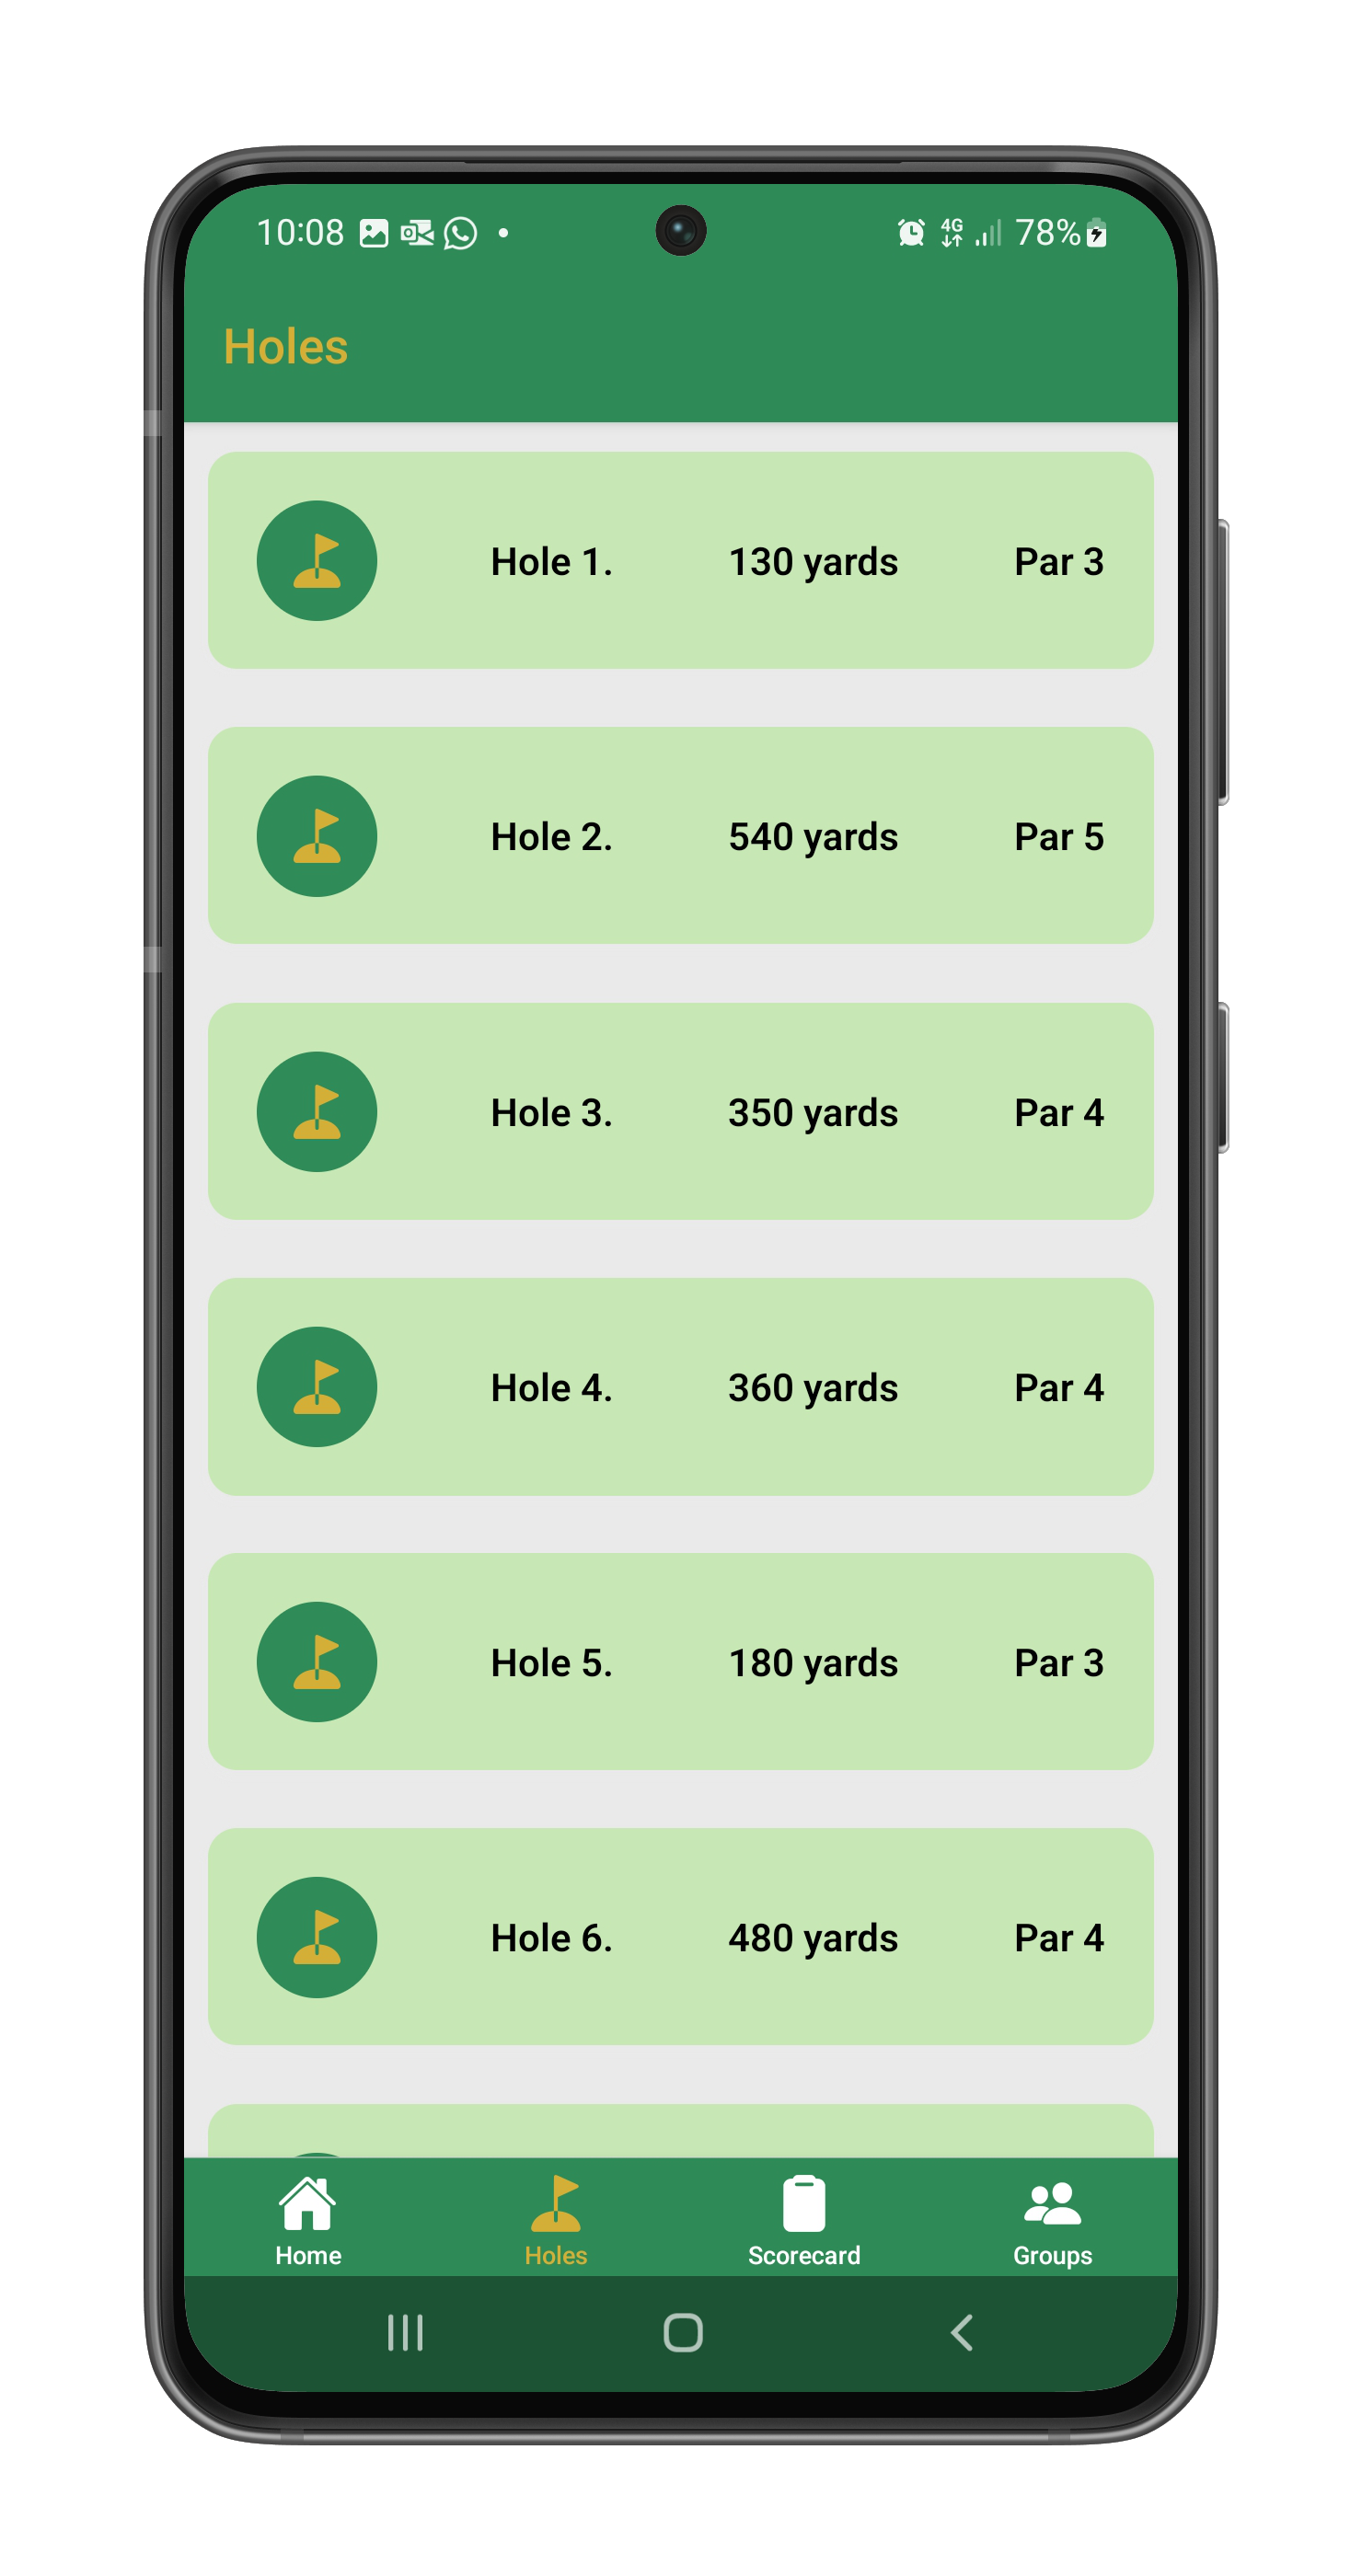 10:08 4G 78%
Holes
Hole 1. 130 yards Par 3
Hole 2. 540 yards Par 5
Hole 3. 350 yards Par 4
Hole 4. 360 yards Par 4
Hole 5. 180 yards Par 3
Hole 6. 480 yards Par 4
Home Holes Scorecard Groups